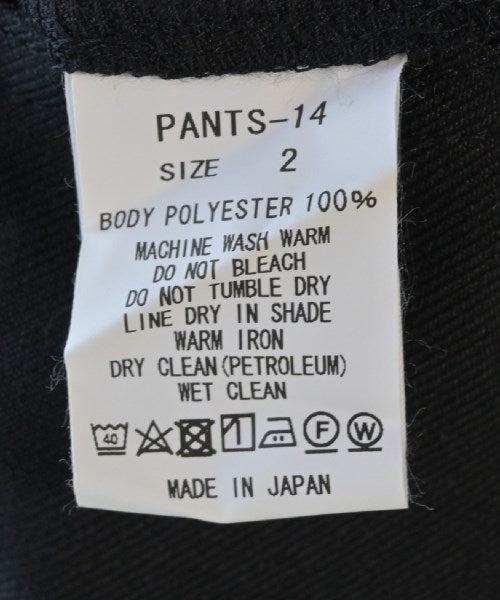 PANTS-14
SIZE 2
BODY POLYESTER 100%
MACHINE WASH WARM
DO NOT BLEACH
DO NOT TUMBLE DRY
LINE DRY IN SHADE
WARM IRON
DRY CLEAN(PETROLEUM)
WET CLEAN
40 F W
MADE IN JAPAN